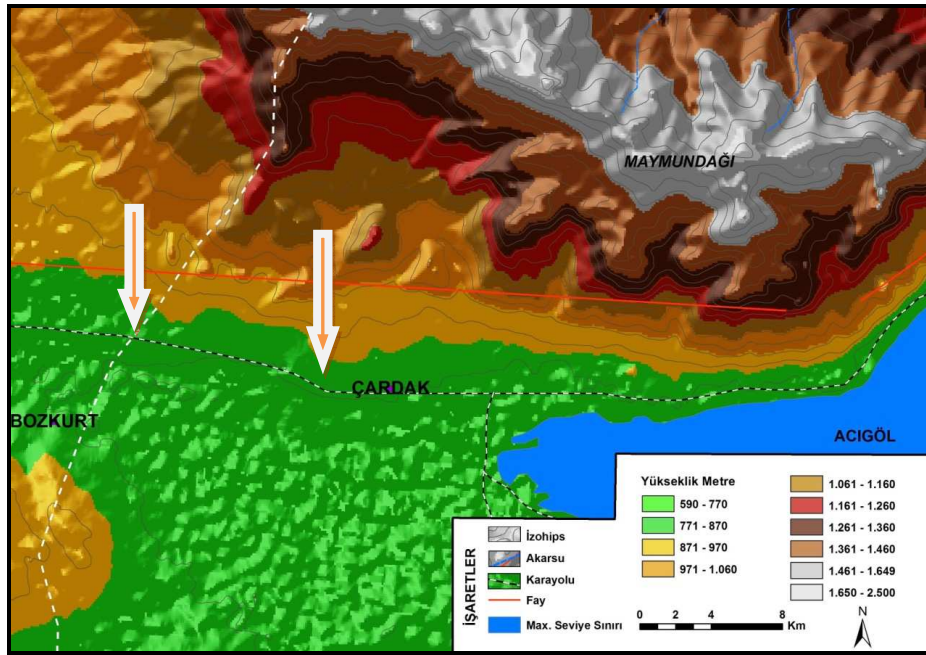 MAYMUNDAĞI
ÇARDAK
BOZKURT
ACIGÖL
İŞARETLER
İzohips
Akarsu
Karayolu
Fay
Max. Seviye Sınırı
Yükseklik Metre
590 - 770
771 - 870
871 - 970
971 - 1.060
1.061 - 1.160
1.161 - 1.260
1.261 - 1.360
1.361 - 1.460
1.461 - 1.649
1.650 - 2.500
0 2 4 8
Km
N